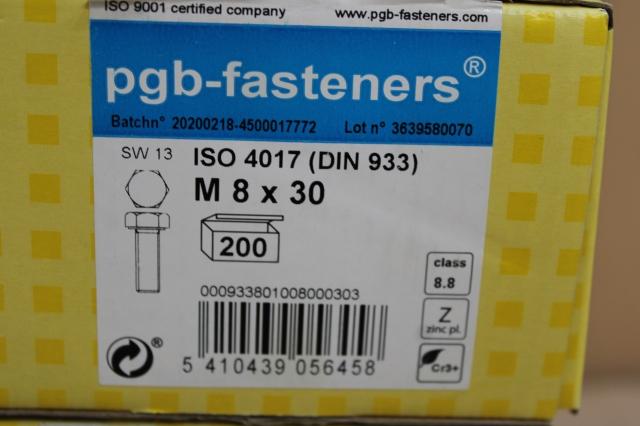 ISO 9001 certified company www.pgb-fasteners.com
pgb-fasteners®
Batchn° 20200218-4500017772 Lot n° 3639580070
SW 13 ISO 4017 (DIN 933)
M 8 x 30
200
class
8.8
000933801008000303
Z
zinc pl.
®
Cr3+
5 410439 056458